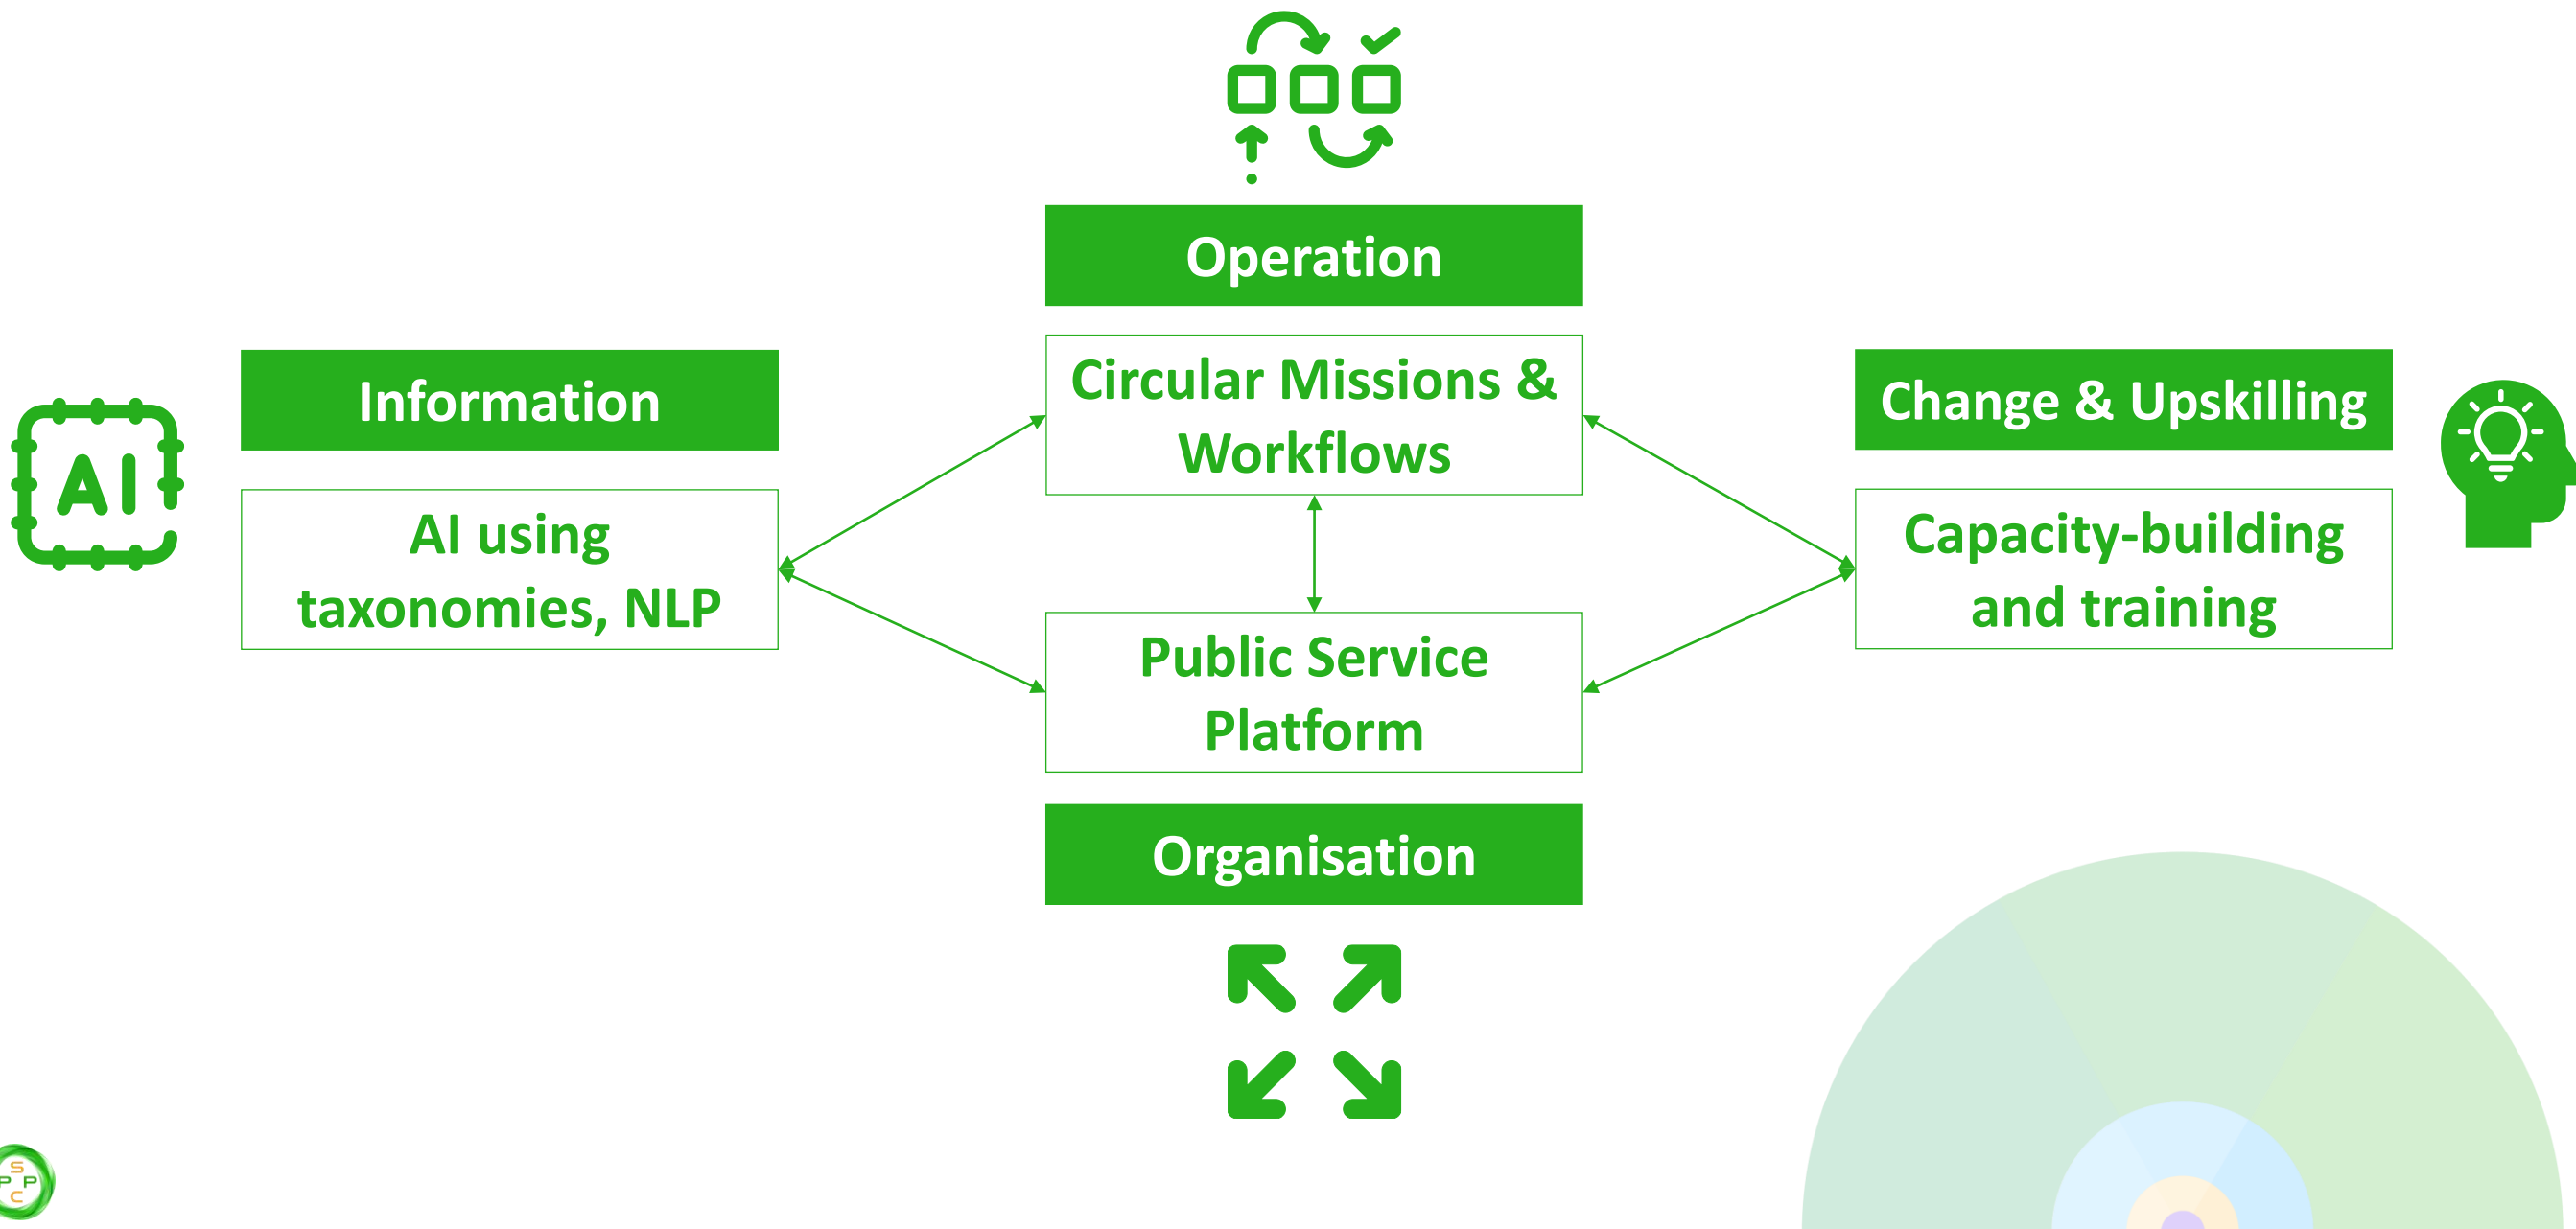 Operation
Circular Missions &
Workflows
Information
AI
AI using
taxonomies, NLP
Change & Upskilling
Capacity-building
and training
Public Service
Platform
Organisation
S
P P
C